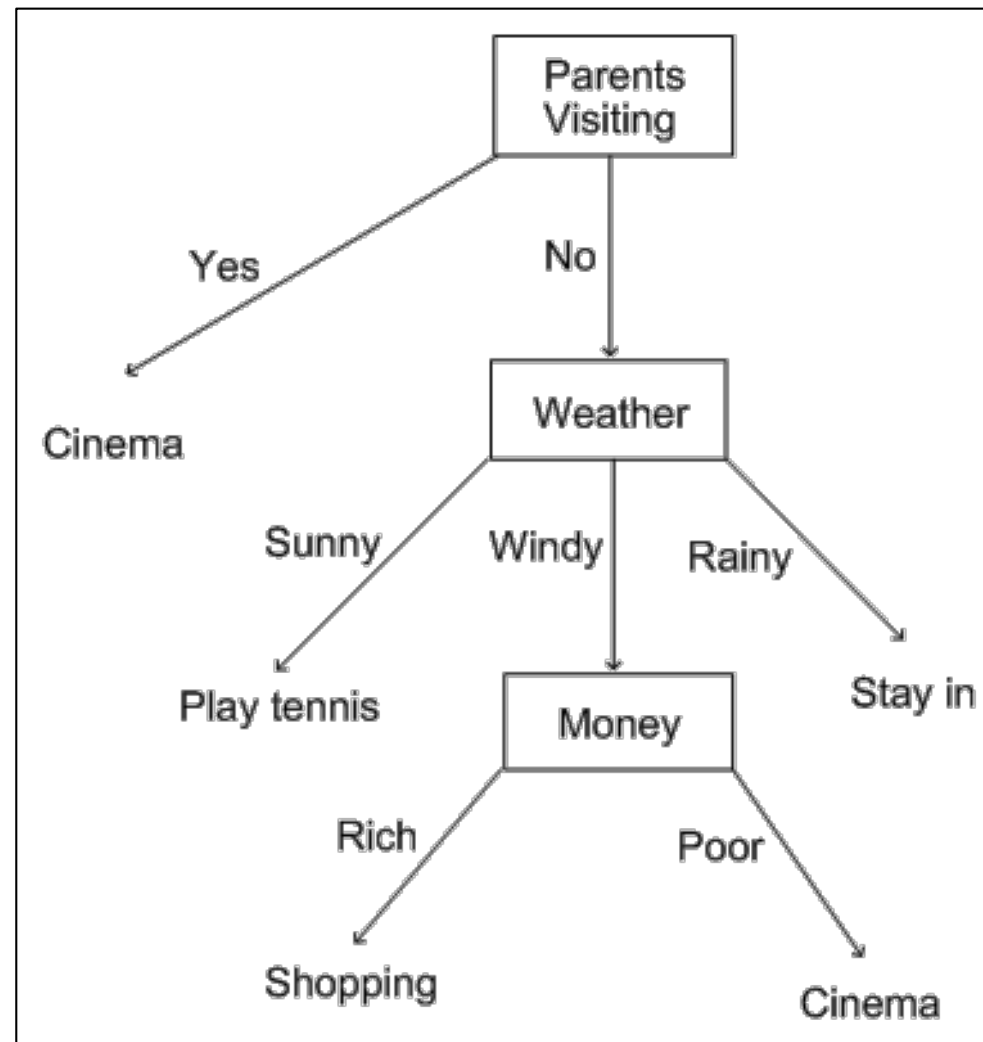 Parents
Visiting
Yes
No
Cinema
Weather
Sunny
Windy
Rainy
Play tennis
Stay in
Money
Rich
Poor
Shopping
Cinema